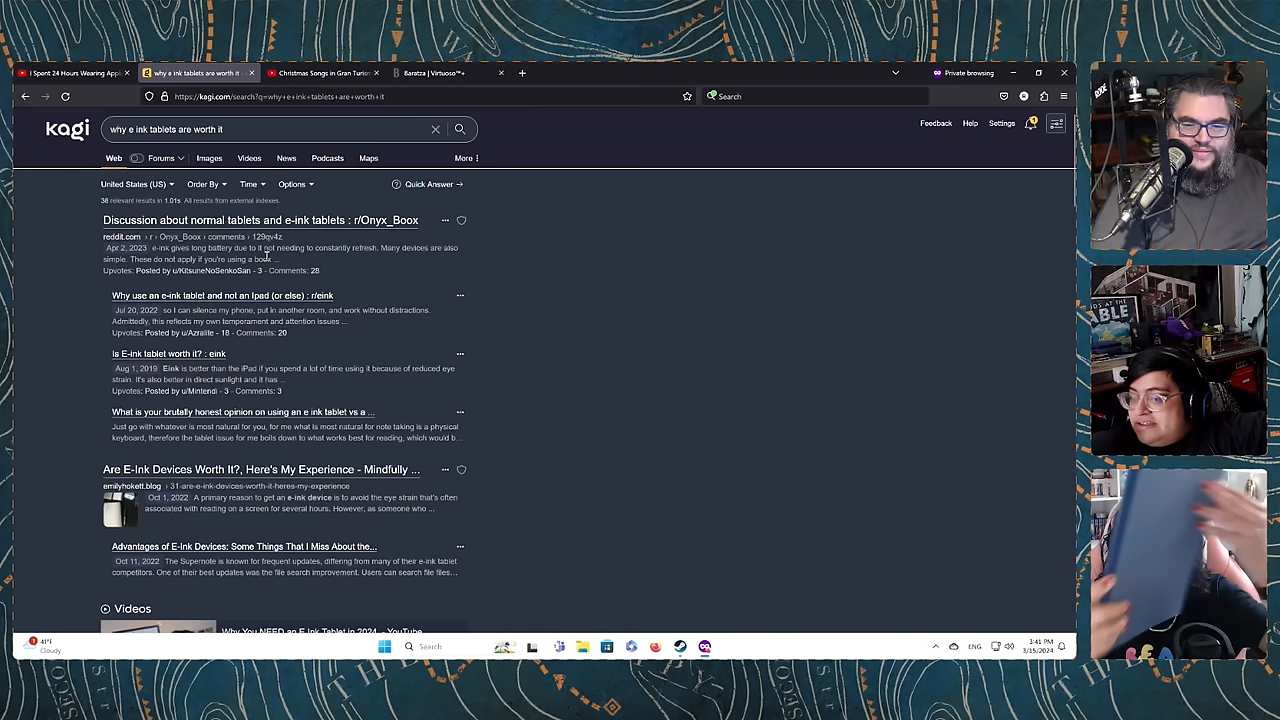 I Spent 24 Hours Wearing Appl
why e ink tablets are worth it -
Christmas Songs in Gran Turis
Baratza | Virtuoso™+
Private browsing
https://kagi.com/search?q=why+e+ink+tablets+are+worth+it
Search
kagi
why e ink tablets are worth it
Feedback Help Settings
Web Forums Images Videos News Podcasts Maps More
United States (US) Order By Time Options Quick Answer →
38 relevant results in 1.01s. All results from external indexes.
Discussion about normal tablets and e-ink tablets : r/Onyx_Boox
reddit.com › r › Onyx_Boox › comments › 129qv4z
Apr 2, 2023 e-ink gives long battery due to it not needing to constantly refresh. Many devices are also
simple. These do not apply if you're using a book ...
Upvotes: Posted by u/KitsuneNoSenkoSan - 3 - Comments: 28
Why use an e-ink tablet and not an Ipad (or else) : r/eink
Jul 20, 2022 so I can silence my phone, put in another room, and work without distractions.
Admittedly, this reflects my own temperament and attention issues ...
Upvotes: Posted by u/Azralite - 18 - Comments: 20
Is E-ink tablet worth it? : eink
Aug 1, 2019 Eink is better than the iPad if you spend a lot of time using it because of reduced eye
strain. It's also better in direct sunlight and it has ...
Upvotes: Posted by u/Mintendi - 3 - Comments: 3
What is your brutally honest opinion on using an e ink tablet vs a ...
Just go with whatever is most natural for you, for me what is most natural for note taking is a physical
keyboard, therefore the tablet issue for me boils down to what works best for reading, which would b...
Are E-Ink Devices Worth It?, Here's My Experience - Mindfully ...
emilyhokett.blog › 31-are-e-ink-devices-worth-it-heres-my-experience
Oct 1, 2022 A primary reason to get an e-ink device is to avoid the eye strain that's often
associated with reading on a screen for several hours. However, as someone who ...
Advantages of E-Ink Devices: Some Things That I Miss About the...
Oct 11, 2022 The Supernote is known for frequent updates, differing from many of their e-ink tablet
competitors. One of their best updates was the file search improvement. Users can search file files...
Videos
Why You NEED an E Ink Tablet in 2024 - YouTube
41°F
Cloudy
Search
ENG
3:41 PM
3/15/2024
RODE
TABLE